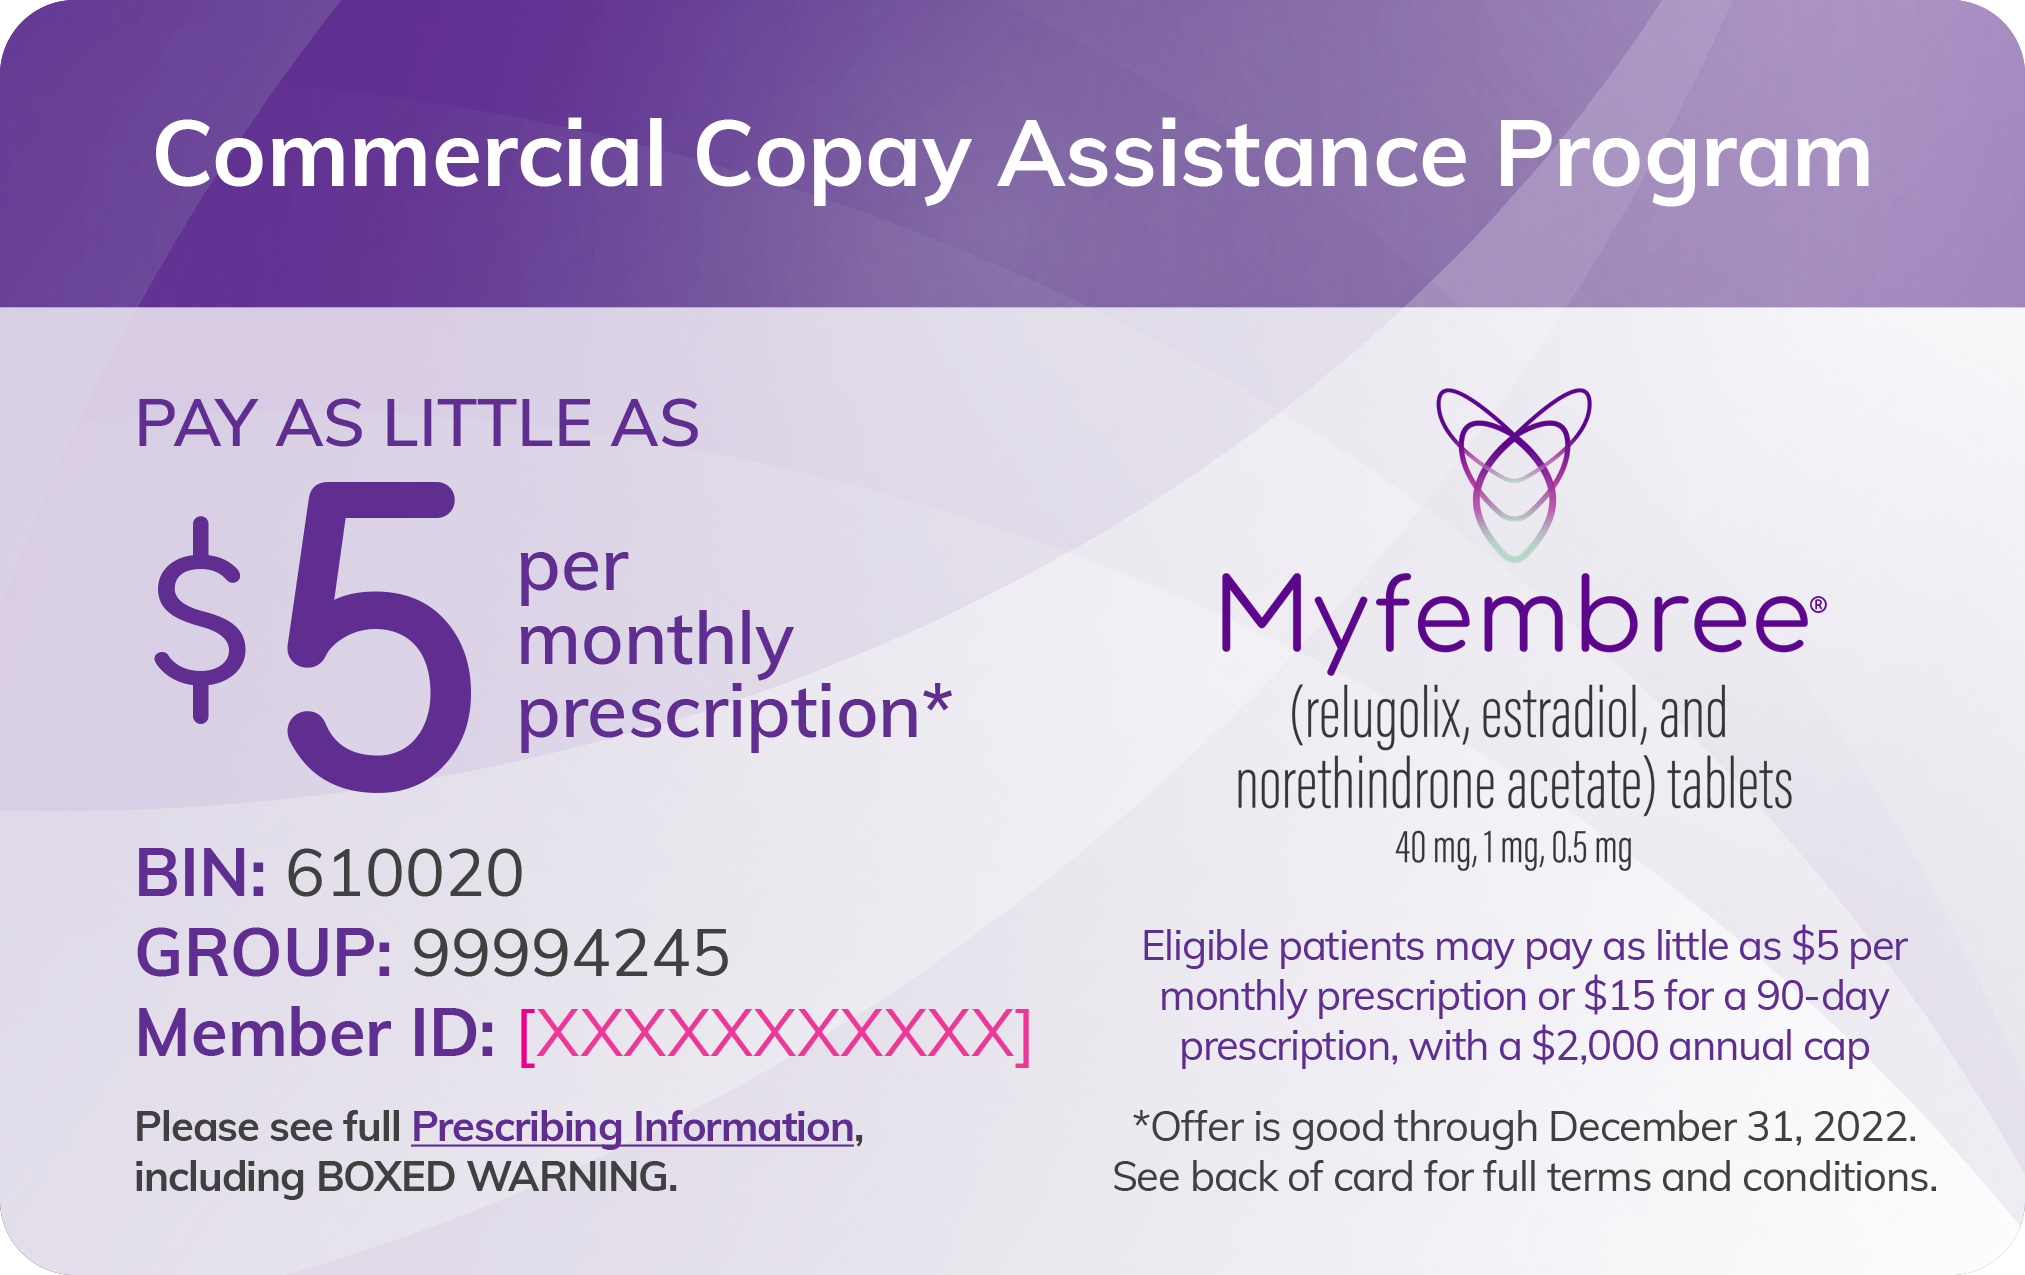 Commercial Copay Assistance Program
PAY AS LITTLE AS
$5
per
monthly
prescription*
BIN: 610020
GROUP: 99994245
Member ID: [XXXXXXXXXXX]
Please see full Prescribing Information,
including BOXED WARNING.
Myfembree®
(relugolix, estradiol, and
norethindrone acetate) tablets
40 mg, 1 mg, 0.5 mg
Eligible patients may pay as little as $5 per
monthly prescription or $15 for a 90-day
prescription, with a $2,000 annual cap
*Offer is good through December 31, 2022.
See back of card for full terms and conditions.